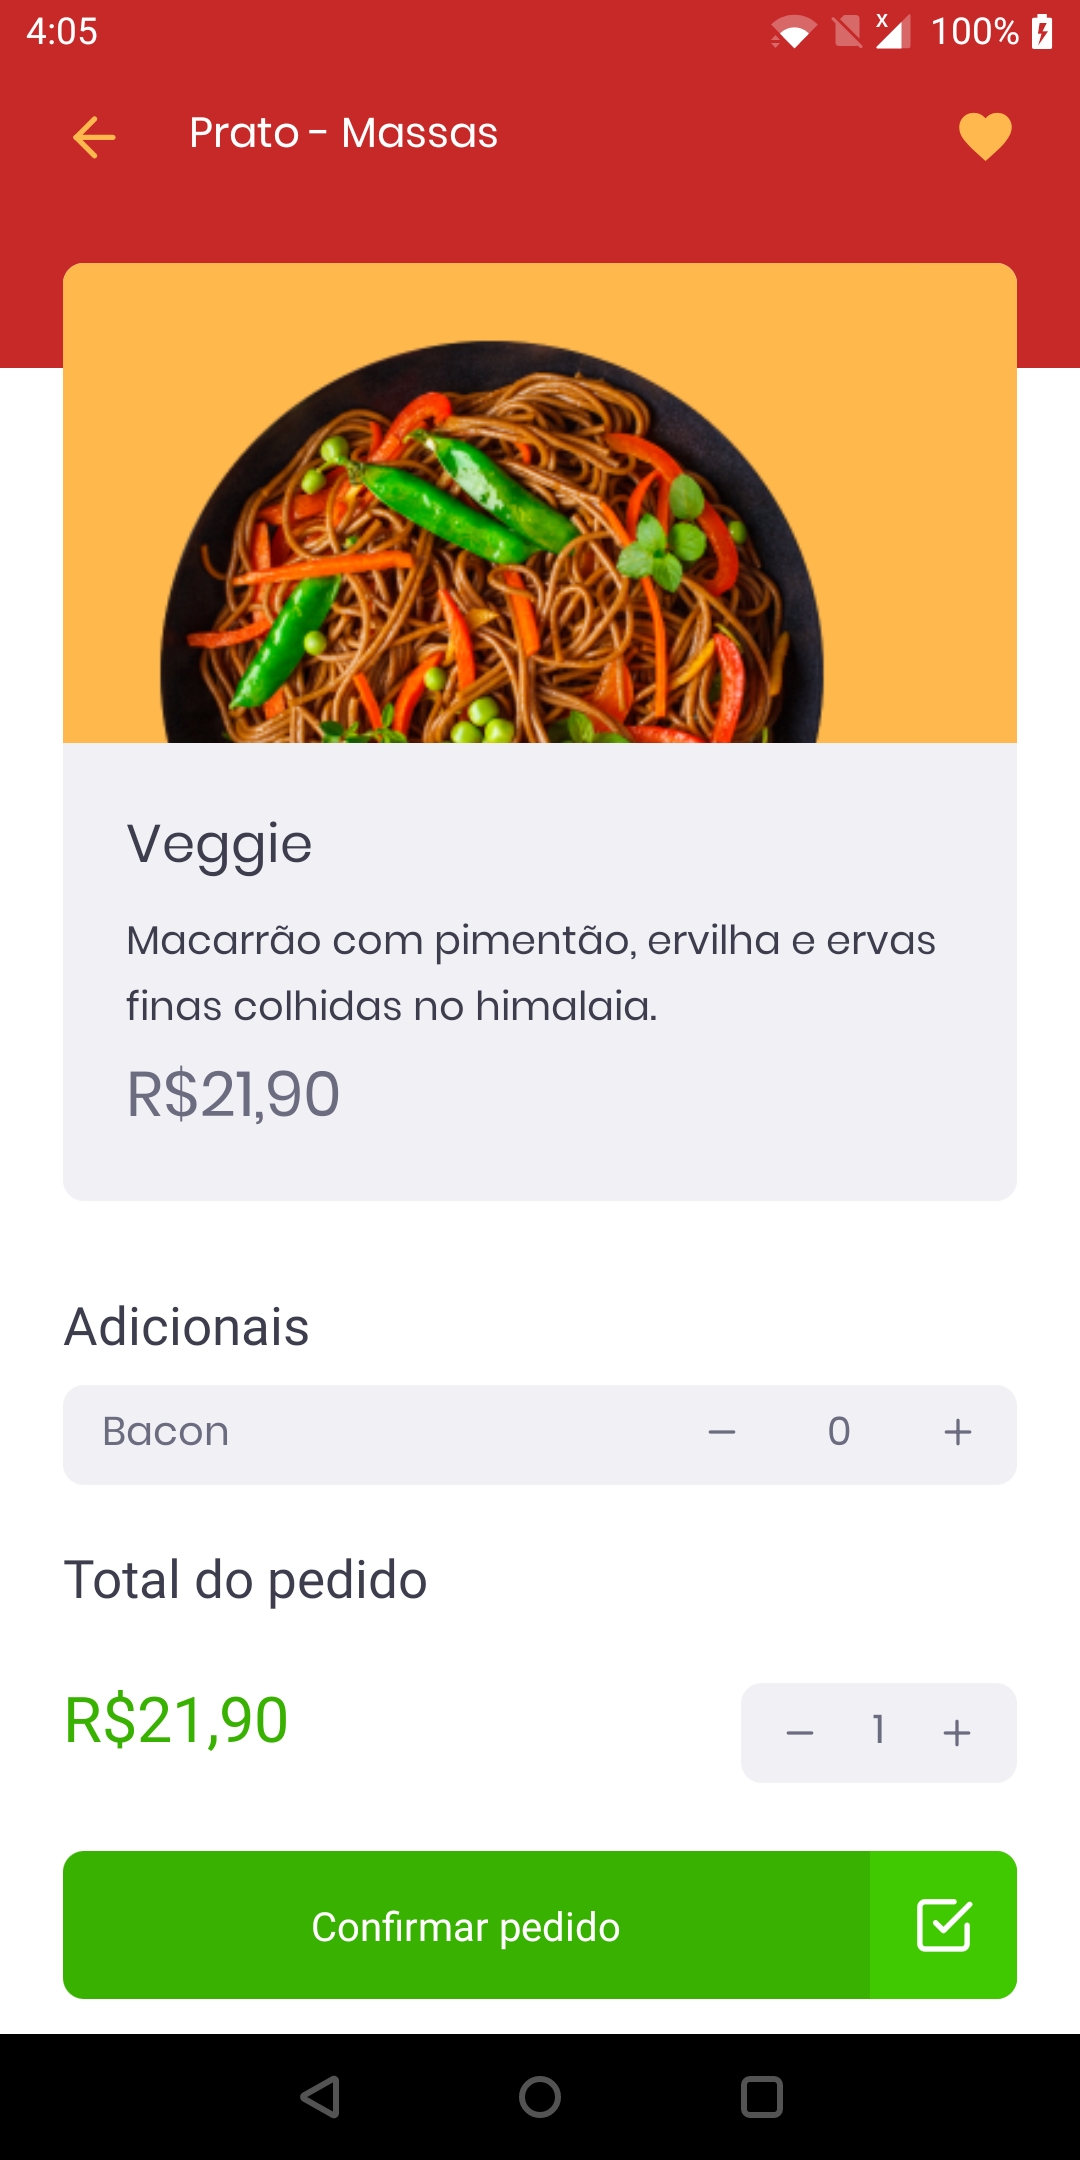 4:05
x
100%
Prato - Massas
Veggie
Macarrão com pimentão, ervilha e ervas
finas colhidas no himalaia.
R$21,90
Adicionais
Bacon
− 0 +
Total do pedido
R$21,90
− 1 +
Confirmar pedido